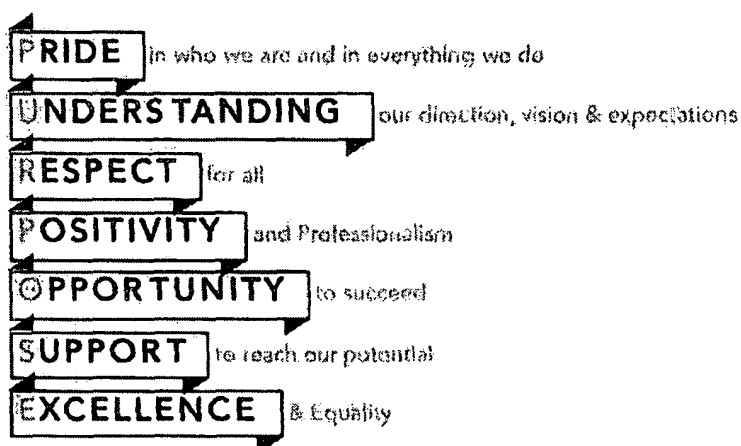 PRIDE in who we are and in everything we do
UNDERSTANDING our direction, vision & expectations
RESPECT for all
POSITIVITY and Professionalism
OPPORTUNITY to succeed
SUPPORT to reach our potential
EXCELLENCE & Equality